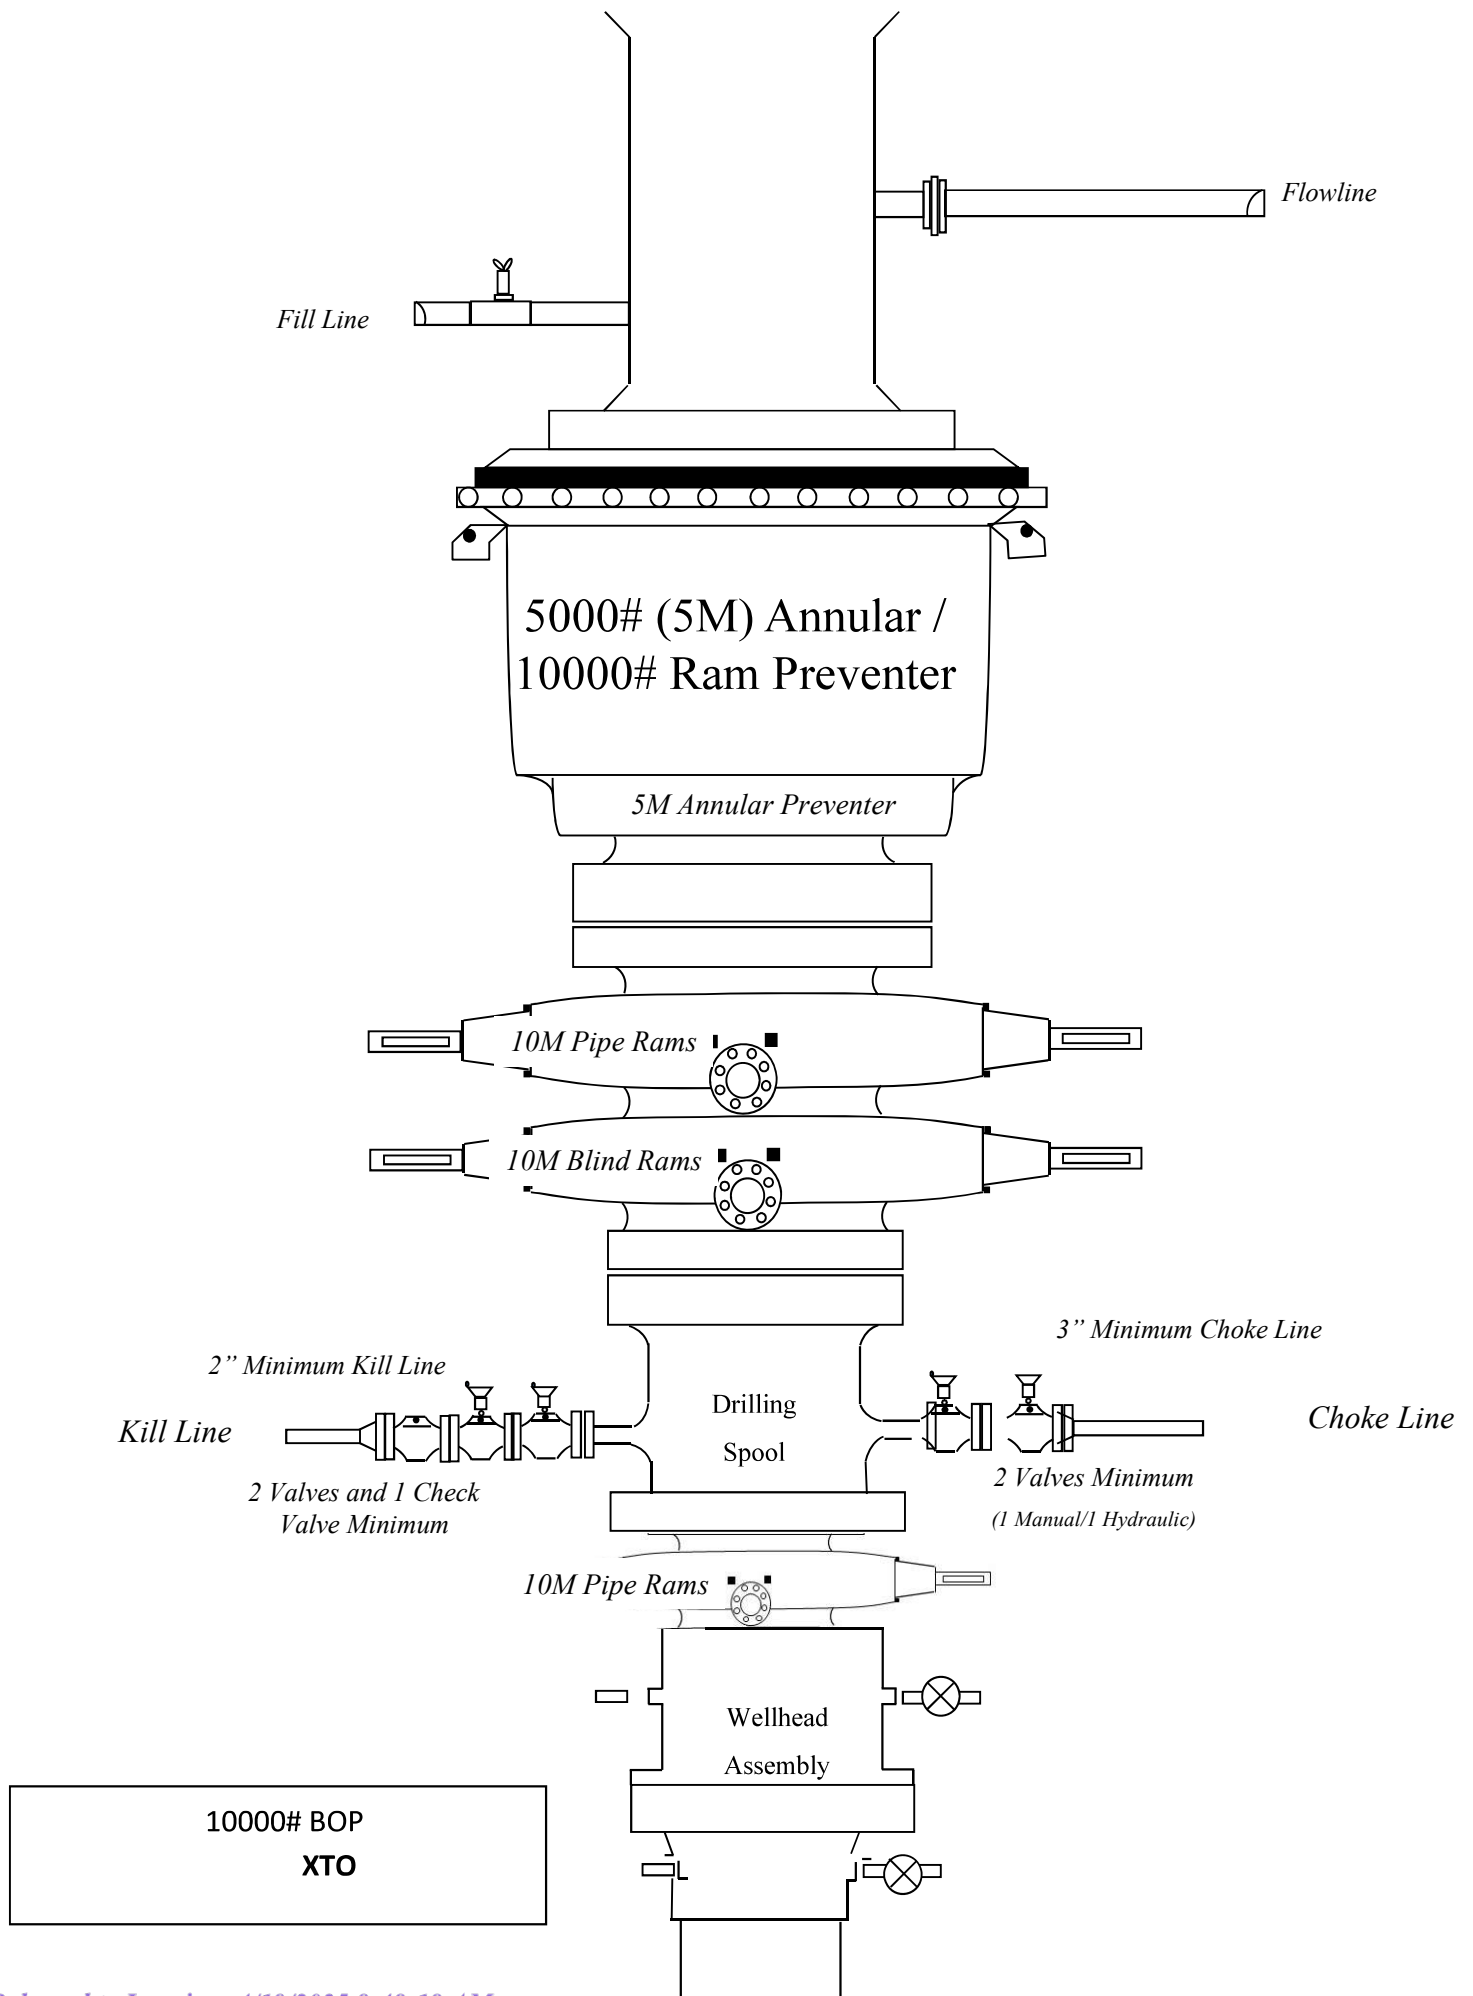 Flowline
Fill Line
5000# (5M) Annular /
10000# Ram Preventer
5M Annular Preventer
10M Pipe Rams
10M Blind Rams
3” Minimum Choke Line
2” Minimum Kill Line
Drilling
Spool
Kill Line
Choke Line
2 Valves and 1 Check
Valve Minimum
2 Valves Minimum
(1 Manual/1 Hydraulic)
10M Pipe Rams
Wellhead
Assembly
10000# BOP
XTO